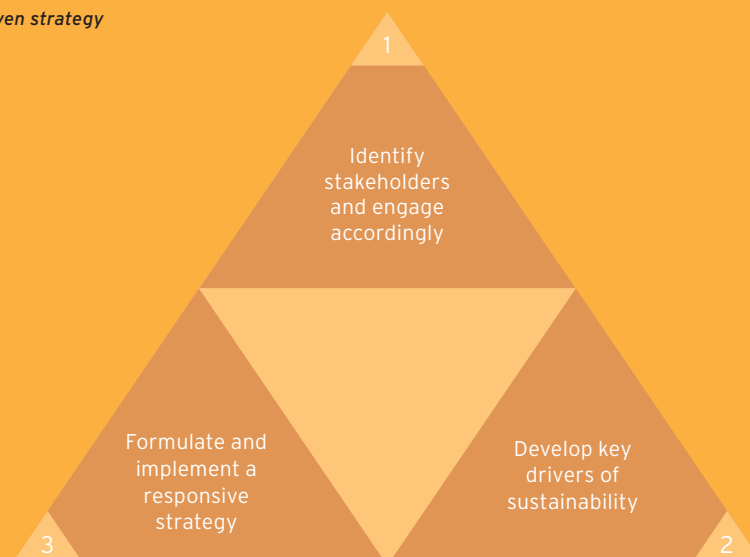 strategy
1
Identify
stakeholders
and engage
accordingly
Formulate and
implement a
responsive
strategy
Develop key
drivers of
sustainability
3
2